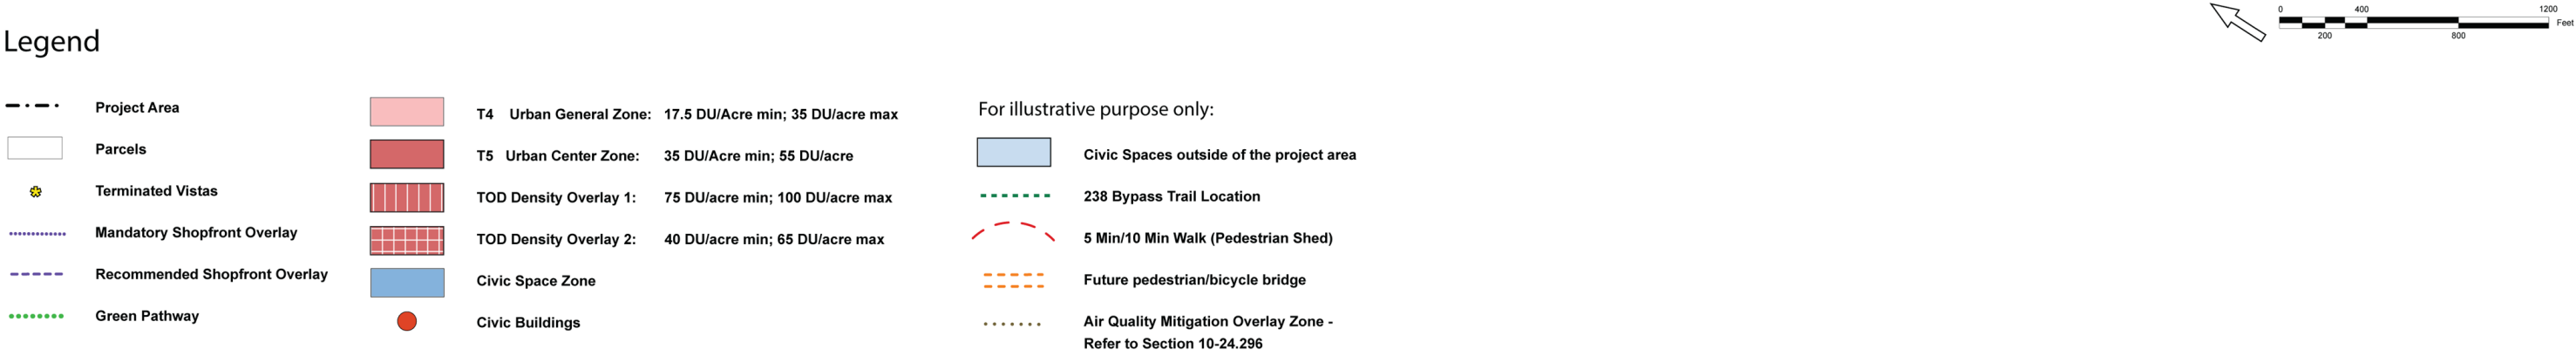 0 400 1200
Feet
200 800
Legend
Project Area
Parcels
Terminated Vistas
Mandatory Shopfront Overlay
Recommended Shopfront Overlay
Green Pathway
T4 Urban General Zone: 17.5 DU/Acre min; 35 DU/acre max
T5 Urban Center Zone: 35 DU/Acre min; 55 DU/acre
TOD Density Overlay 1: 75 DU/acre min; 100 DU/acre max
TOD Density Overlay 2: 40 DU/acre min; 65 DU/acre max
Civic Space Zone
Civic Buildings
For illustrative purpose only:
Civic Spaces outside of the project area
238 Bypass Trail Location
5 Min/10 Min Walk (Pedestrian Shed)
Future pedestrian/bicycle bridge
Air Quality Mitigation Overlay Zone -
Refer to Section 10-24.296